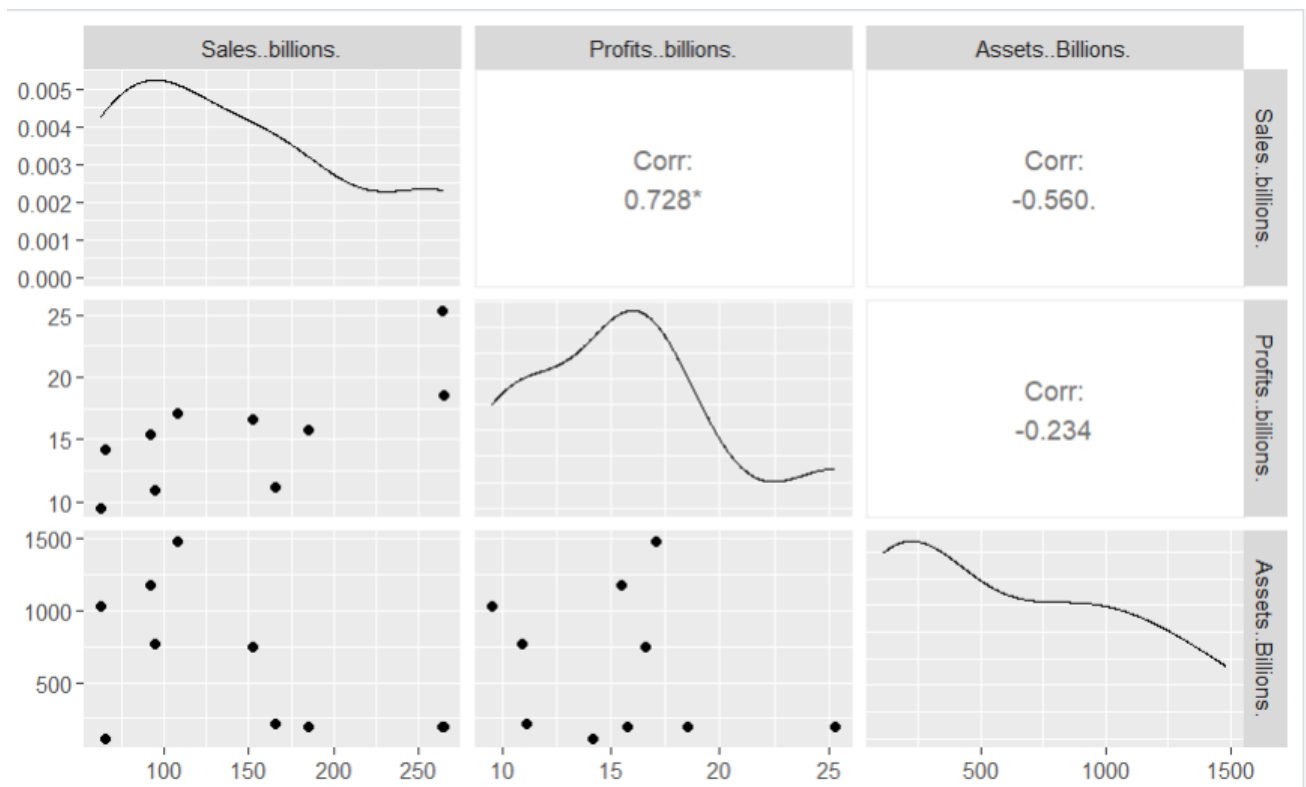 Sales..billions.
Profits..billions.
Assets..Billions.
0.005
0.004
0.003
0.002
0.001
0.000
Corr:
0.728*
Corr:
-0.560.
Sales..billions.
25
20
15
10
Corr:
-0.234
Profits..billions.
1500
1000
500
Assets..Billions.
100 150 200 250
10 15 20 25
500 1000 1500